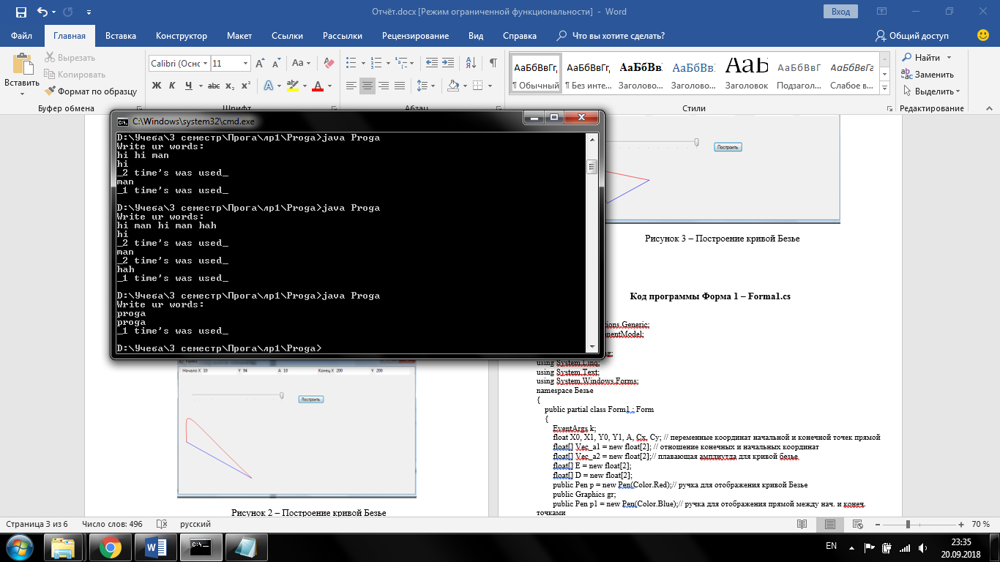 Отчёт.docx [Режим ограниченной функциональности] - Word
Вход
Файл Главная Вставка Конструктор Макет Ссылки Рассылки Рецензирование Вид Справка Что вы хотите сделать? Общий доступ
Вставить
Вырезать
Копировать
Формат по образцу
Буфер обмена
Calibri (Оснс 11
Ж К Ч abc x₂ x²
Шрифт
Абзац
АаБбВвГг, АаБбВвГг, АаБбВв. АаБбВвГ АаБ АаБбВвГ АаБбВвГг
¶ Обычный ¶ Без инте... Заголово... Заголово... Заголовок Подзагол... Слабое в...
Стили
Найти
Заменить
Выделить
Редактирование
C:\Windows\system32\cmd.exe
D:\Учеба\3 семестр\Прога\лр1\Proga>java Proga
Write ur words:
hi hi man
hi
_2 time's was used_
man
_1 time's was used_
D:\Учеба\3 семестр\Прога\лр1\Proga>java Proga
Write ur words:
hi man hi man hah
hi
_2 time's was used_
man
_2 time's was used_
hah
_1 time's was used_
D:\Учеба\3 семестр\Прога\лр1\Proga>java Proga
Write ur words:
proga
proga
_1 time's was used_
D:\Учеба\3 семестр\Прога\лр1\Proga>
Начало X 10 Y 94 A 10 Конец X 200 Y 200
Построить
Рисунок 2 – Построение кривой Безье
Построить
Рисунок 3 – Построение кривой Безье
Код программы Форма 1 – Forma1.cs
ions.Generic;
nentModel;
ng;
using System.Linq;
using System.Text;
using System.Windows.Forms;
namespace Безье
{
public partial class Form1 : Form
{
EventArgs k;
float X0, X1, Y0, Y1, A, Cx, Cy; // переменные координат начальной и конечной точек прямой
float[] Vec_a1 = new float[2]; // отношение конечных и начальных координат
float[] Vec_a2 = new float[2];// плавающая амплиутда для кривой безье.
float[] E = new float[2];
float[] D = new float[2];
public Pen p = new Pen(Color.Red);// ручка для отображения кривой Безье
public Graphics gr;
public Pen p1 = new Pen(Color.Blue);// ручка для отображения прямой между нач. и конеч.
точками
Страница 3 из 6 Число слов: 496 русский 70 %
EN
23:35
20.09.2018